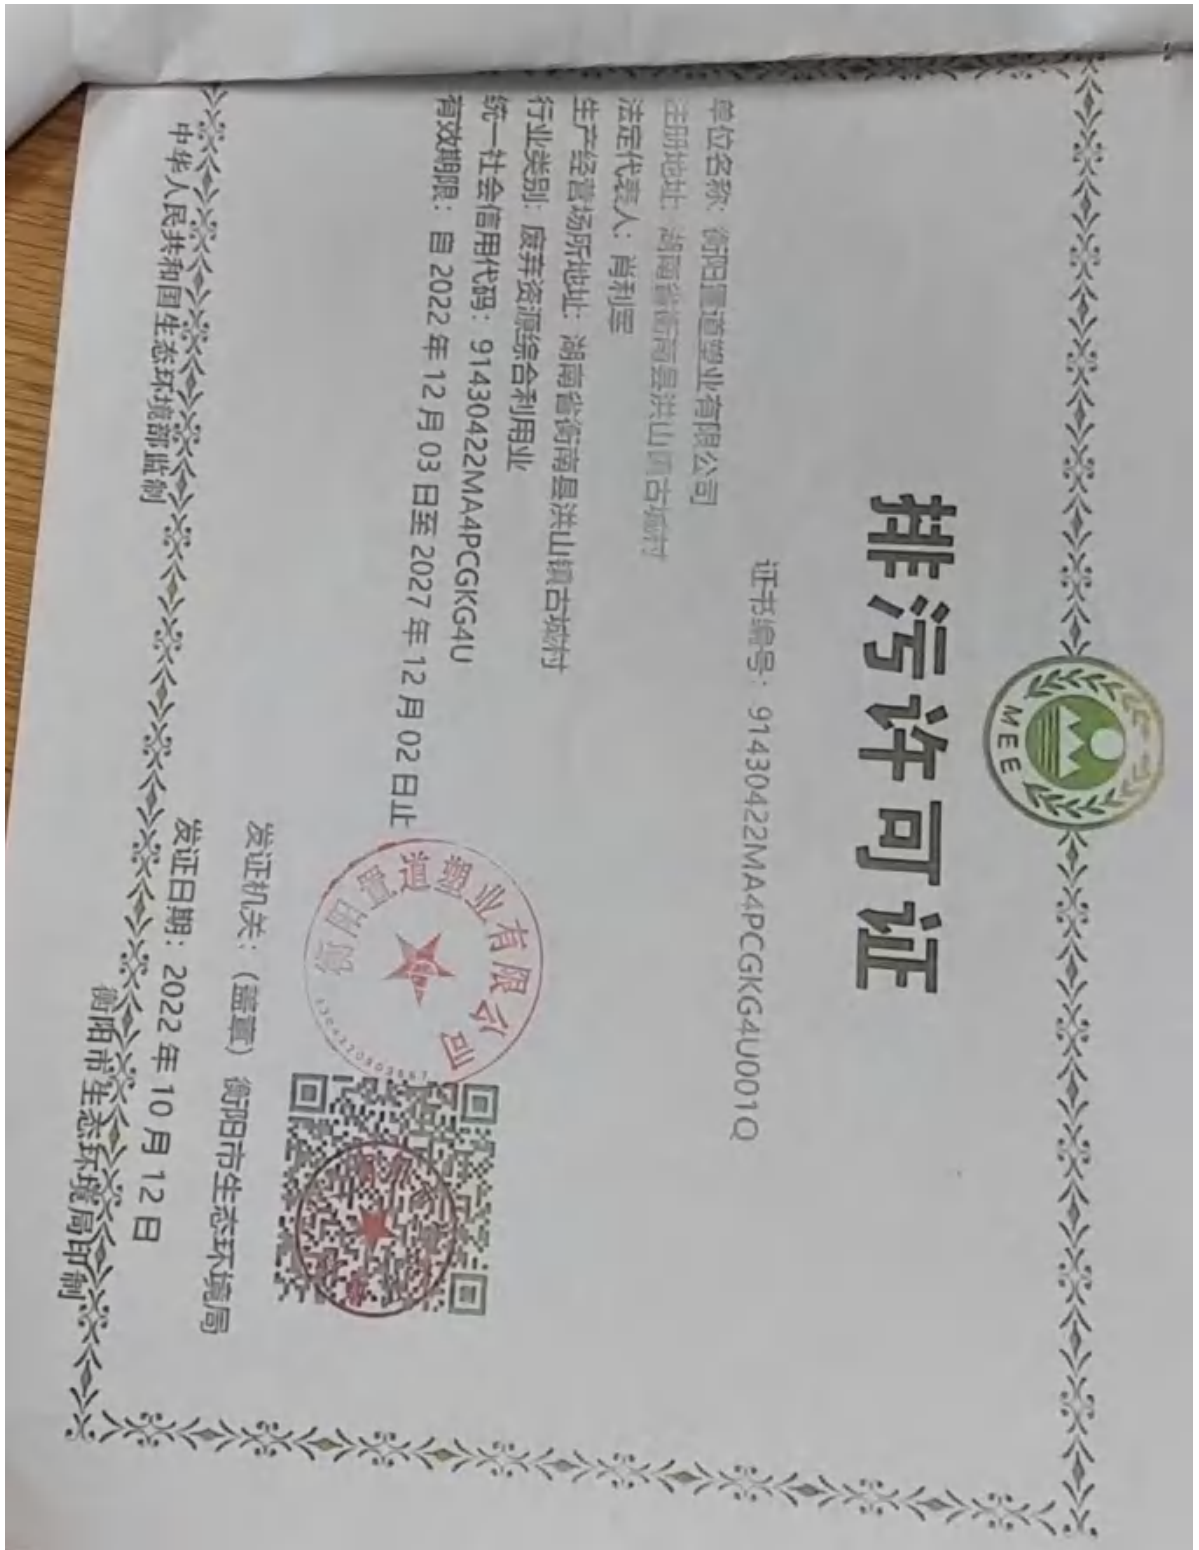 MEE
排污许可证
证书编号：91430422MA4PCGKG4U001Q
单位名称：衡阳置道塑业有限公司
注册地址：湖南省衡南县洪山镇古城村
法定代表人：肖利军
生产经营场所地址：湖南省衡南县洪山镇古城村
行业类别：废弃资源综合利用业
统一社会信用代码：91430422MA4PCGKG4U
有效期限：自2022年12月03日至2027年12月02日止
衡阳置道塑业有限公司
发证机关：（盖章）衡阳市生态环境局
发证日期：2022年10月12日
中华人民共和国生态环境部监制
衡阳市生态环境局印制